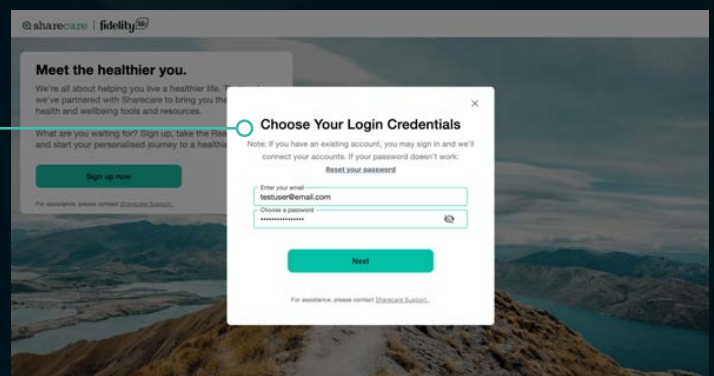 sharecare | fidelity life
Meet the healthier you.
We're all about helping you live a healthier life.
we've partnered with Sharecare to bring you the
health and wellbeing tools and resources.
What are you waiting for? Sign up, take the
and start your personalised journey to a
Sign up now
For assistance, please contact Sharecare Support.
Choose Your Login Credentials
Note: If you have an existing account, you may sign in and we'll
connect your accounts. If your password doesn't work:
Reset your password
Enter your email
testuser@email.com
Choose a password
••••••••••••••••
Next
For assistance, please contact Sharecare Support.